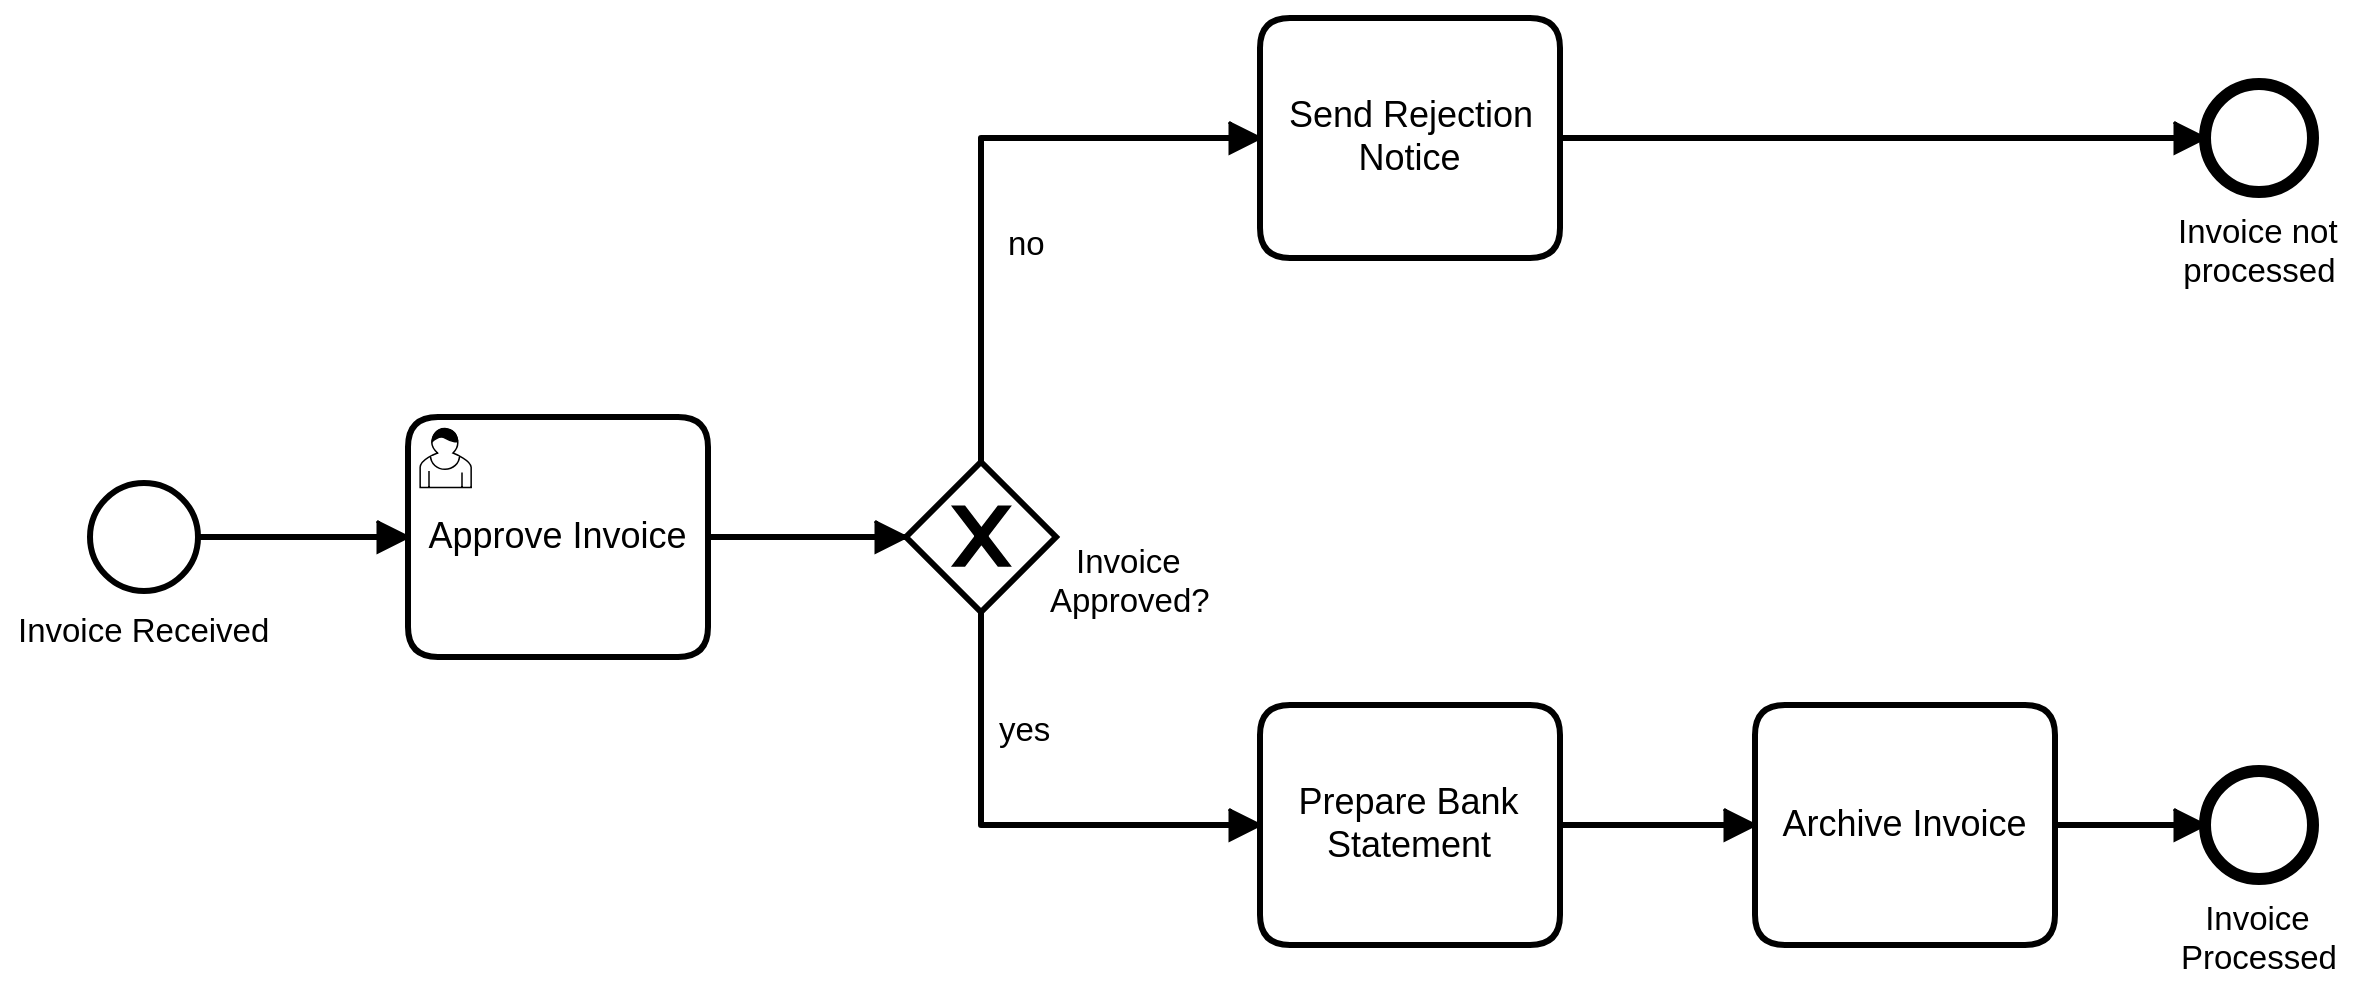 Send Rejection
Notice
Invoice not
processed
no
Approve Invoice
Invoice Received
Invoice
Approved?
yes
Prepare Bank
Statement
Archive Invoice
Invoice
Processed